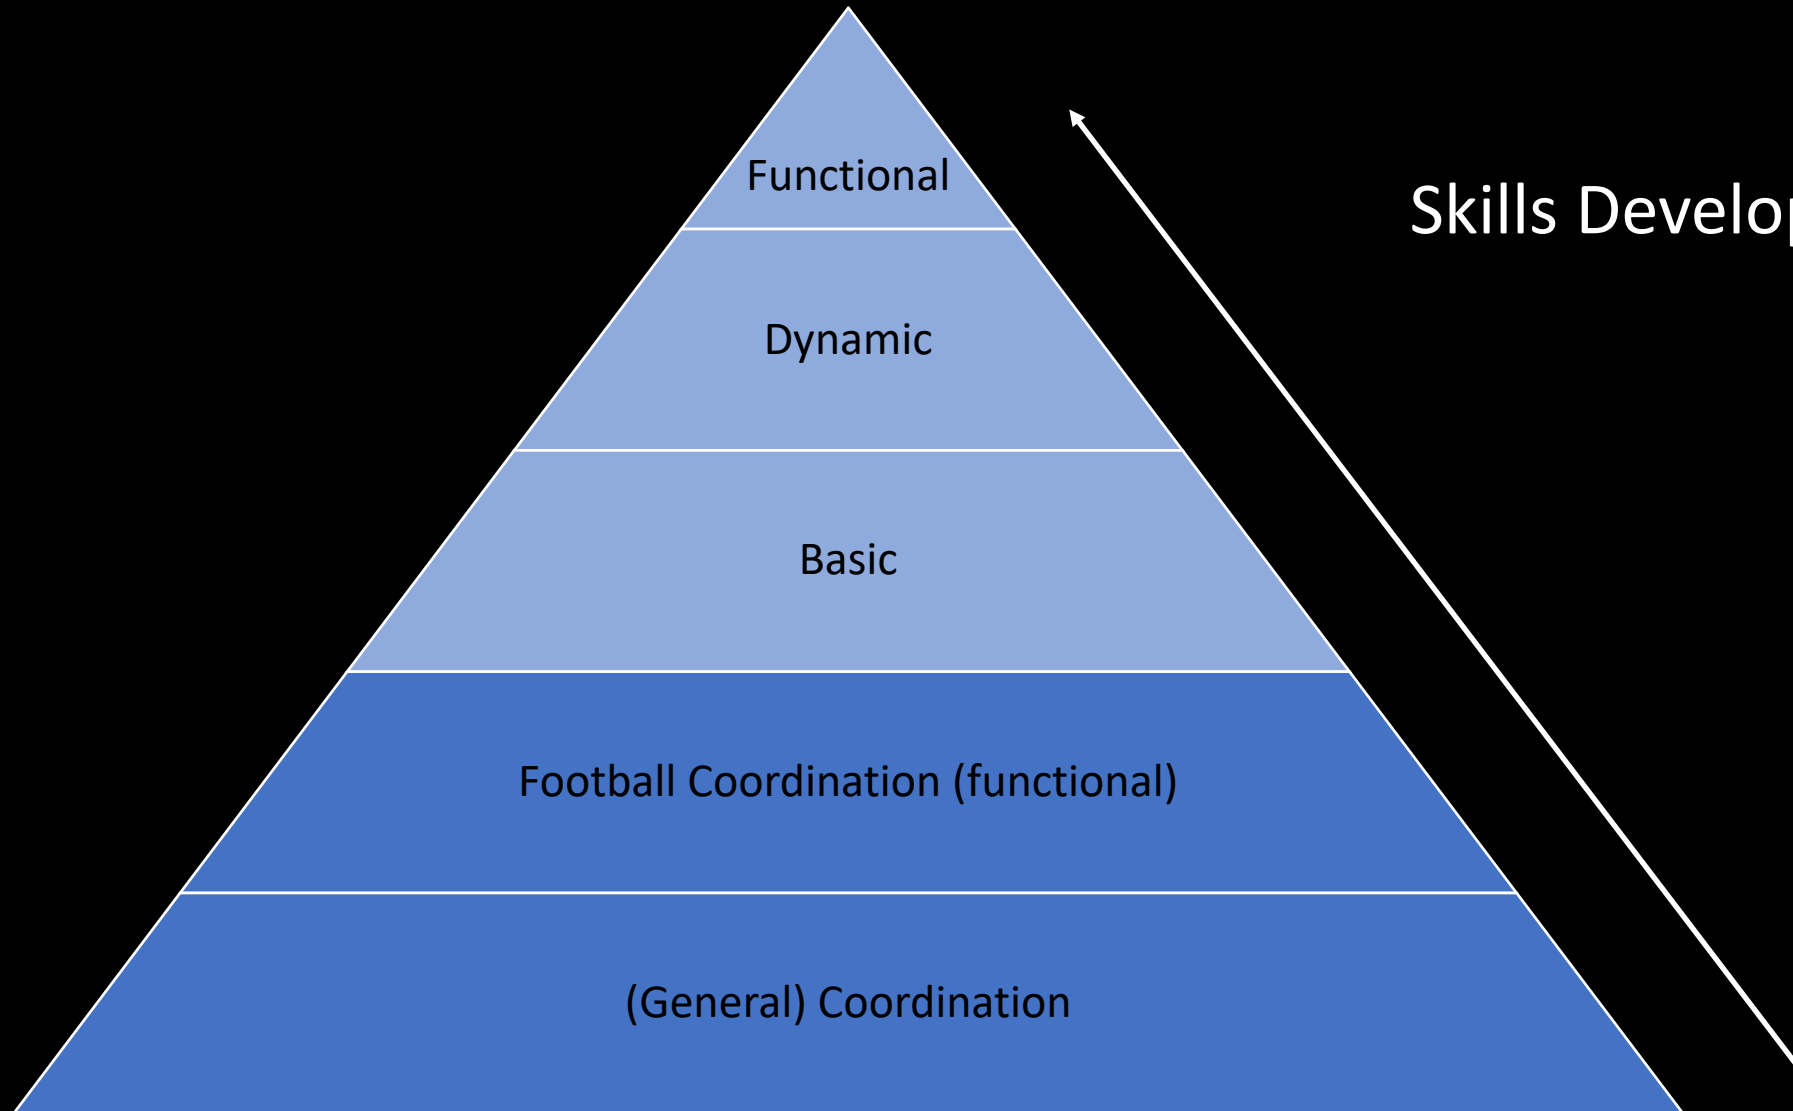 Functional
Skills Develop
Dynamic
Basic
Football Coordination (functional)
(General) Coordination